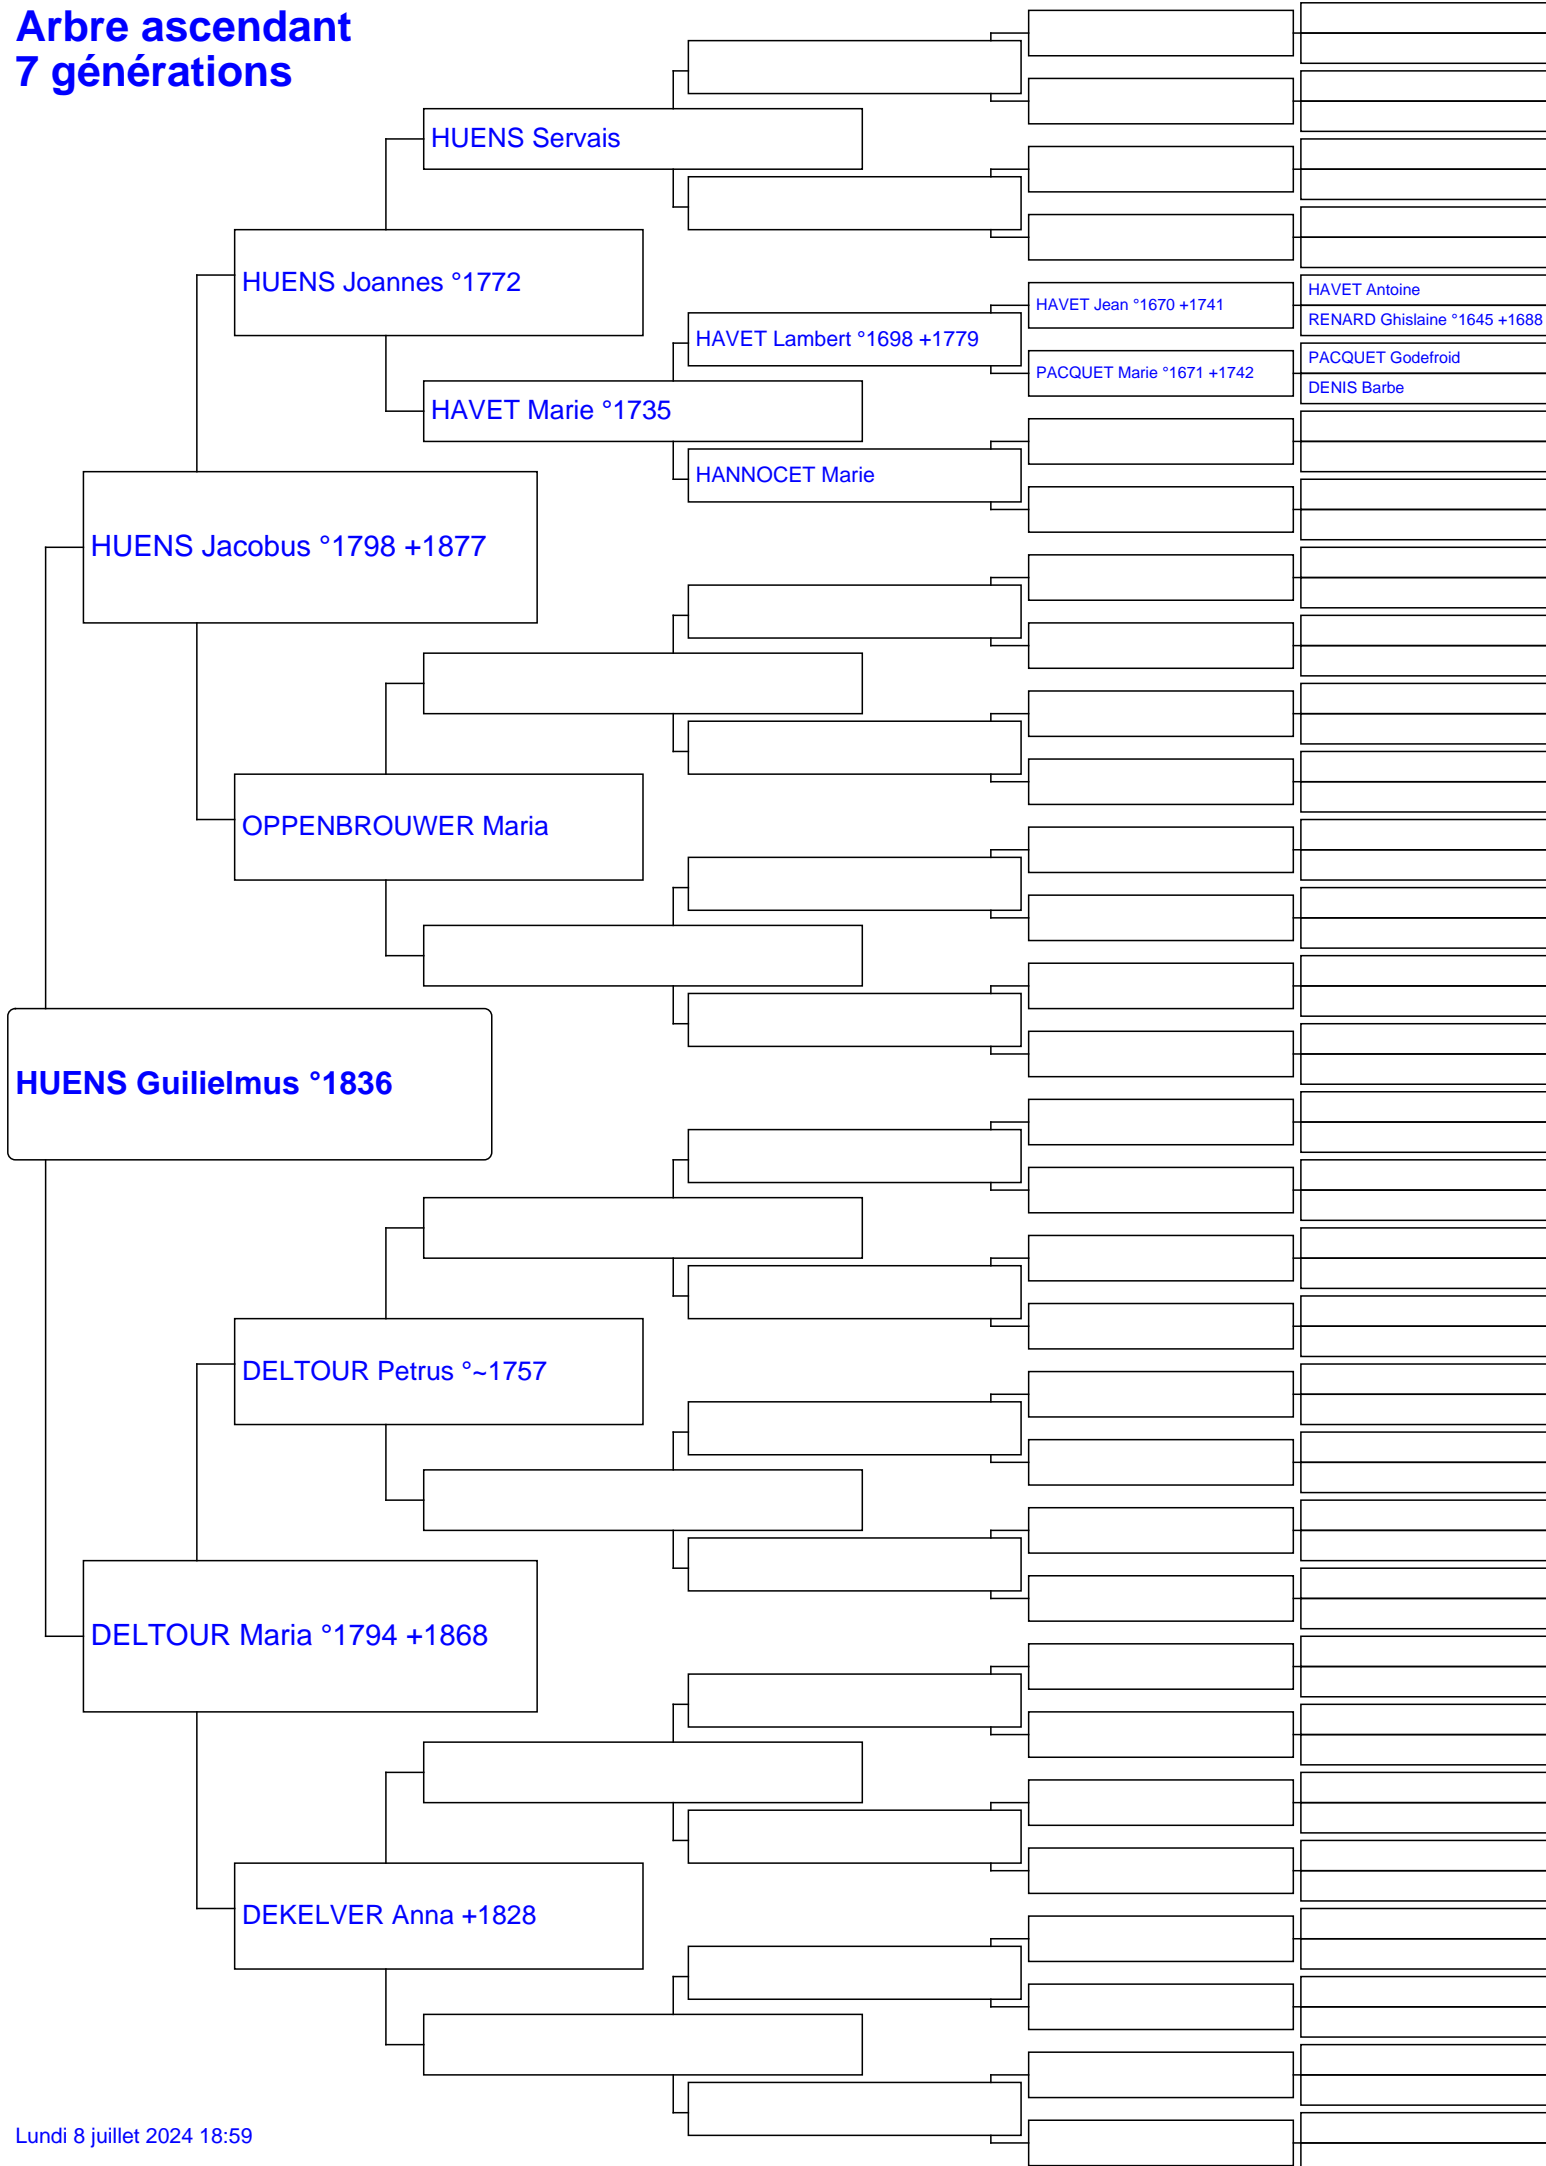 Arbre ascendant
7 générations
HUENS Servais
HUENS Joannes °1772
HAVET Antoine
HAVET Jean °1670 +1741
RENARD Ghislaine °1645 +1688
HAVET Lambert °1698 +1779
PACQUET Godefroid
PACQUET Marie °1671 +1742
DENIS Barbe
HAVET Marie °1735
HANNOCET Marie
HUENS Jacobus °1798 +1877
OPPENBROUWER Maria
HUENS Guilielmus °1836
DELTOUR Petrus °~1757
DELTOUR Maria °1794 +1868
DEKELVER Anna +1828
Lundi 8 juillet 2024 18:59